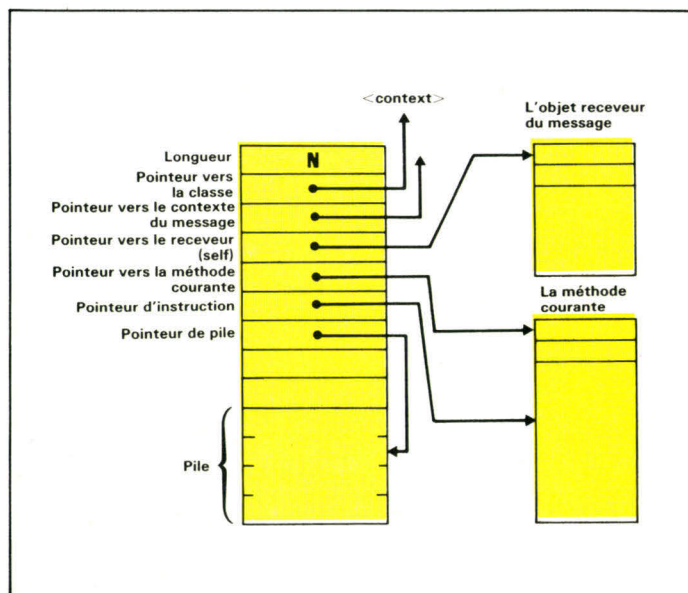 <context>
L'objet receveur
du message
Longueur
N
Pointeur vers
la classe
Pointeur vers le contexte
du message
Pointeur vers le receveur
(self)
Pointeur vers la méthode
courante
Pointeur d'instruction
Pointeur de pile
Pile
La méthode
courante